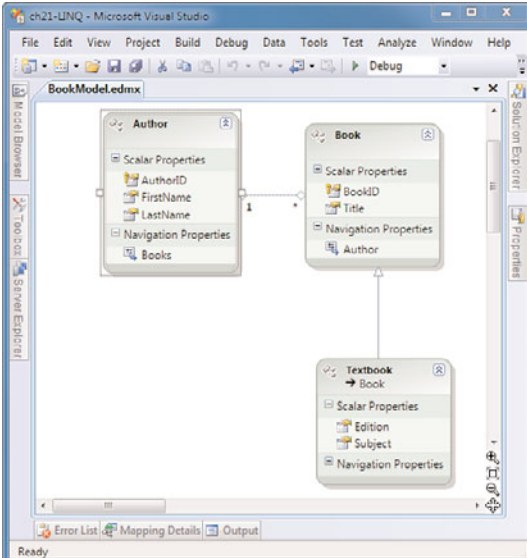 ch21-LINQ - Microsoft Visual Studio
File Edit View Project Build Debug Data Tools Test Analyze Window Help
Debug
BookModel.edmx
Model Browser
Toolbox
Server Explorer
Solution Explorer
Properties
Author
Scalar Properties
AuthorID
FirstName
LastName
Navigation Properties
Books
1
*
Book
Scalar Properties
BookID
Title
Navigation Properties
Author
Textbook
Book
Scalar Properties
Edition
Subject
Navigation Properties
Error List Mapping Details Output
Ready